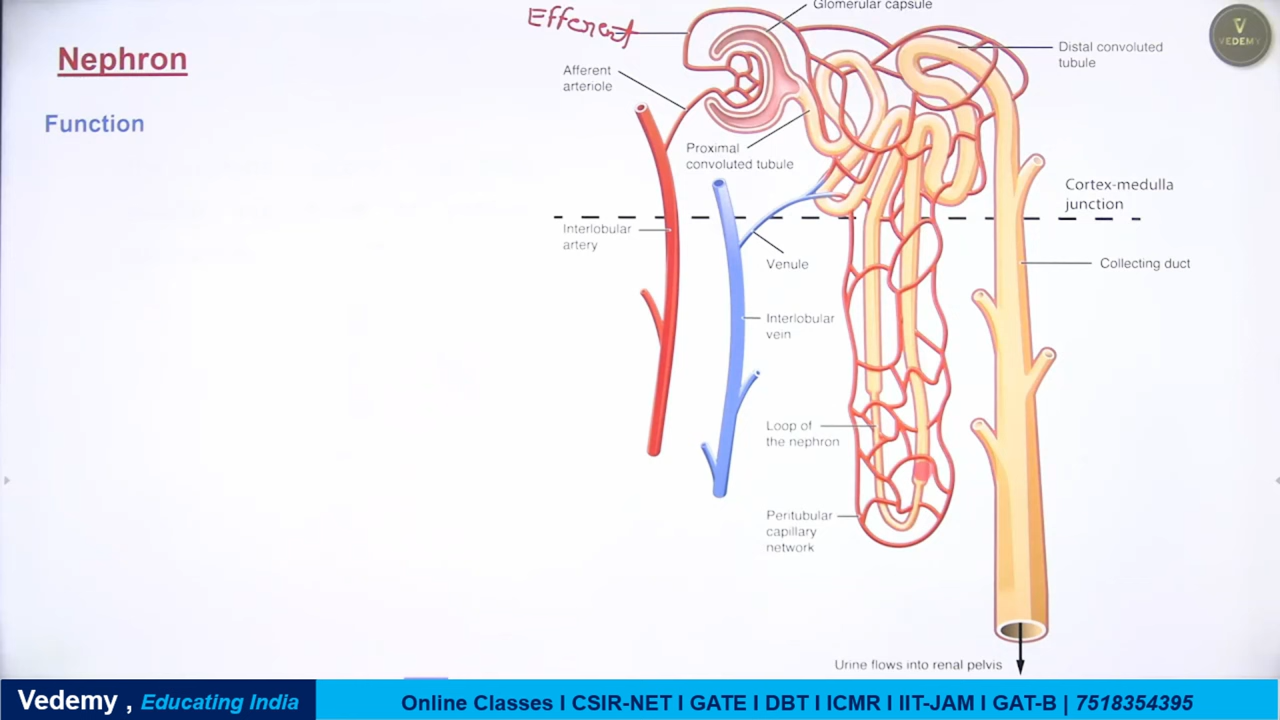 Glomerular capsule
Efferent
Nephron
V
VEDEMY
Distal convoluted
tubule
Afferent
arteriole
Function
Proximal
convoluted tubule
Cortex-medulla
junction
Interlobular
artery
Venule
Collecting duct
Interlobular
vein
Loop of
the nephron
Peritubular
capillary
network
Urine flows into renal pelvis
Vedemy , Educating India
Online Classes I CSIR-NET I GATE I DBT I ICMR I IIT-JAM I GAT-B | 7518354395